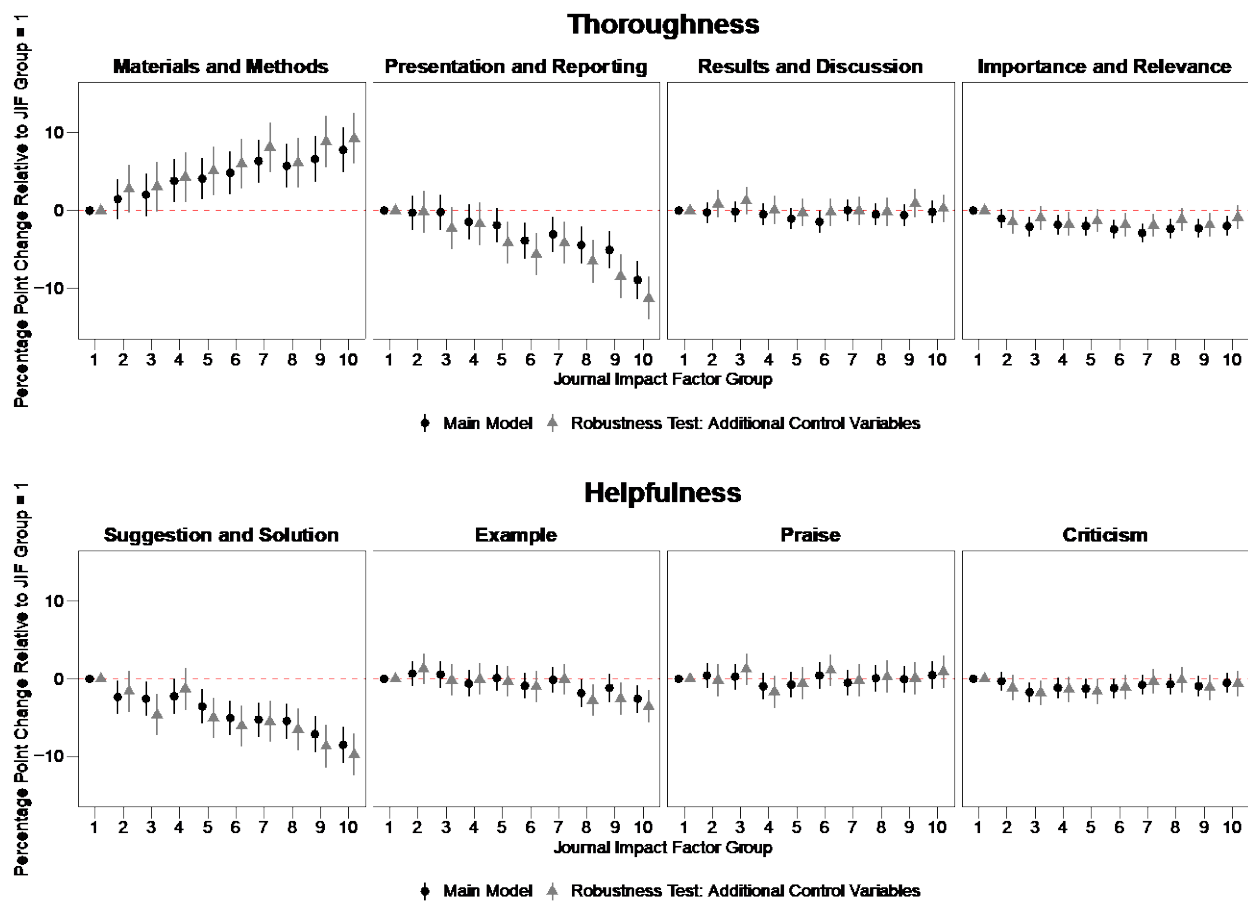 Thoroughness
Percentage Point Change Relative to JIF Group = 1
Materials and Methods
Presentation and Reporting
Results and Discussion
Importance and Relevance
10
0
−10
1 2 3 4 5 6 7 8 9 10
1 2 3 4 5 6 7 8 9 10
1 2 3 4 5 6 7 8 9 10
1 2 3 4 5 6 7 8 9 10
Journal Impact Factor Group
Main Model Robustness Test: Additional Control Variables
Helpfulness
Percentage Point Change Relative to JIF Group = 1
Suggestion and Solution
Example
Praise
Criticism
10
0
−10
1 2 3 4 5 6 7 8 9 10
1 2 3 4 5 6 7 8 9 10
1 2 3 4 5 6 7 8 9 10
1 2 3 4 5 6 7 8 9 10
Journal Impact Factor Group
Main Model Robustness Test: Additional Control Variables